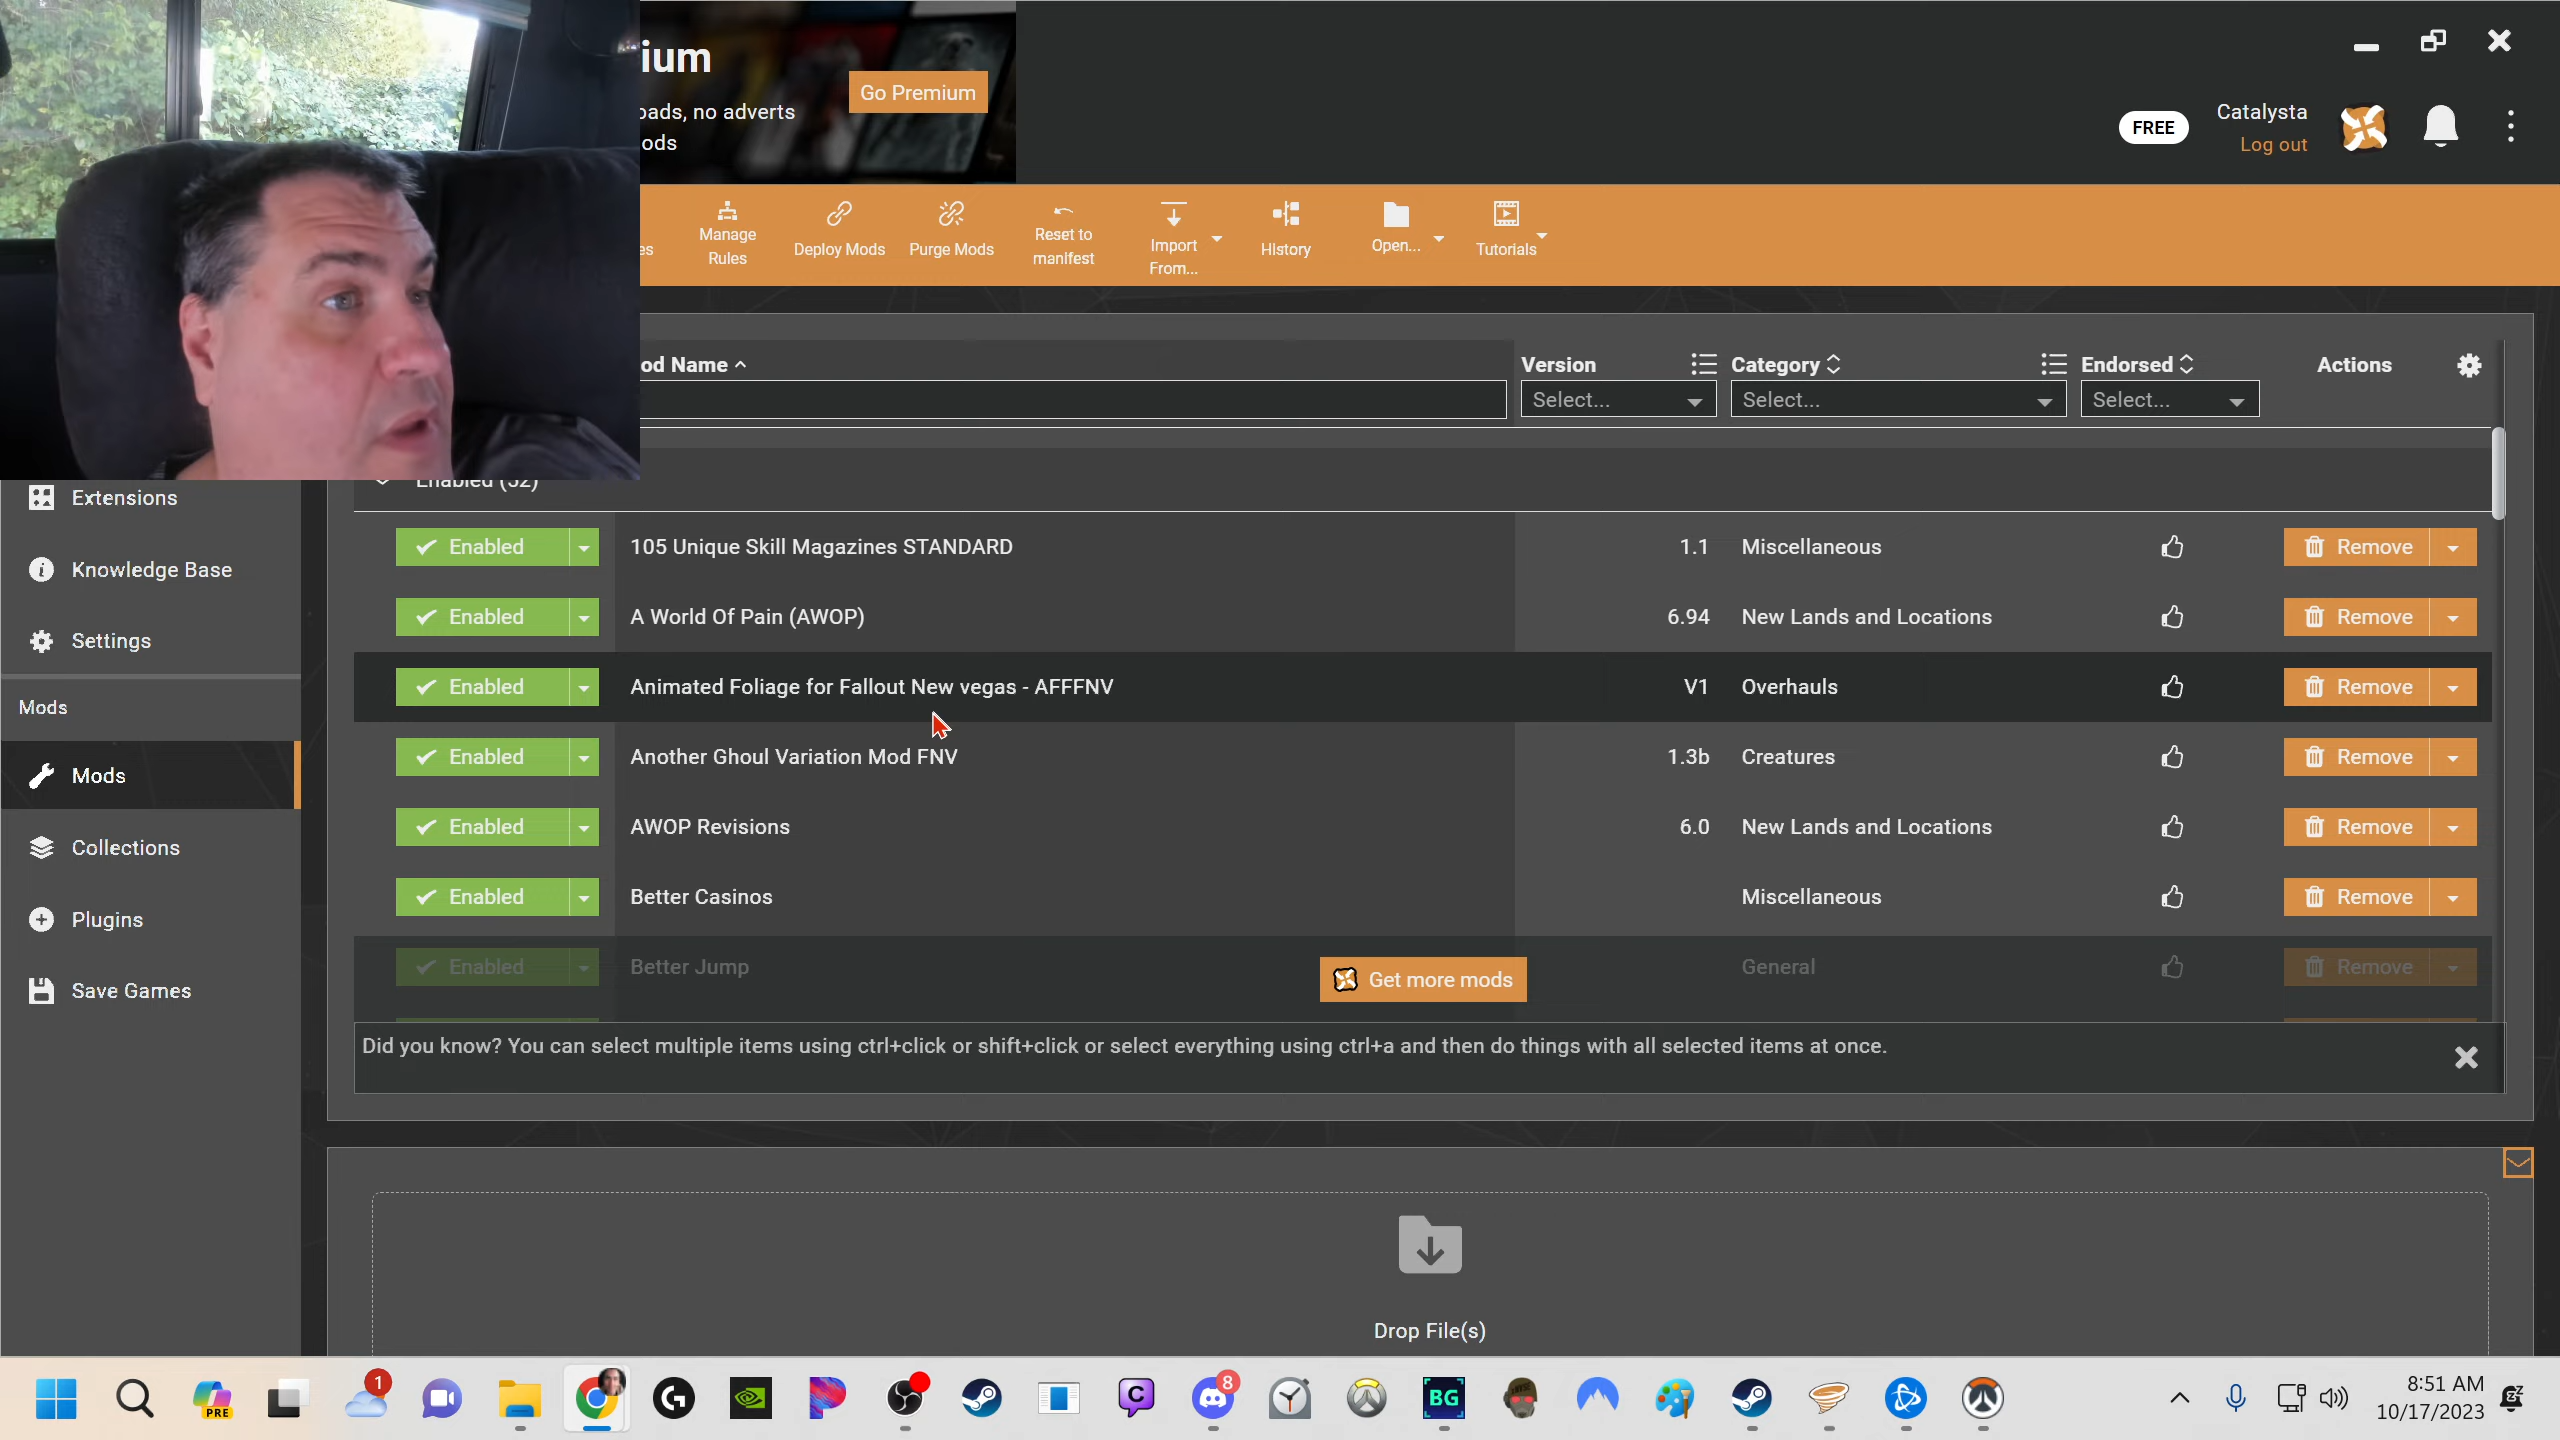 ium
oads, no adverts
ods
Go Premium
FREE
Catalysta
Log out
Manage Rules
Deploy Mods
Purge Mods
Reset to manifest
Import From...
History
Open...
Tutorials
od Name
Version
Category
Endorsed
Actions
Select...
Select...
Select...
Enabled (52)
Extensions
Knowledge Base
Settings
Mods
Mods
Collections
Plugins
Save Games
Enabled 105 Unique Skill Magazines STANDARD 1.1 Miscellaneous Remove
Enabled A World Of Pain (AWOP) 6.94 New Lands and Locations Remove
Enabled Animated Foliage for Fallout New vegas - AFFFNV V1 Overhauls Remove
Enabled Another Ghoul Variation Mod FNV 1.3b Creatures Remove
Enabled AWOP Revisions 6.0 New Lands and Locations Remove
Enabled Better Casinos Miscellaneous Remove
Enabled Better Jump General Remove
Get more mods
Did you know? You can select multiple items using ctrl+click or shift+click or select everything using ctrl+a and then do things with all selected items at once.
Drop File(s)
PRE
1
C
8
BG
8:51 AM
10/17/2023